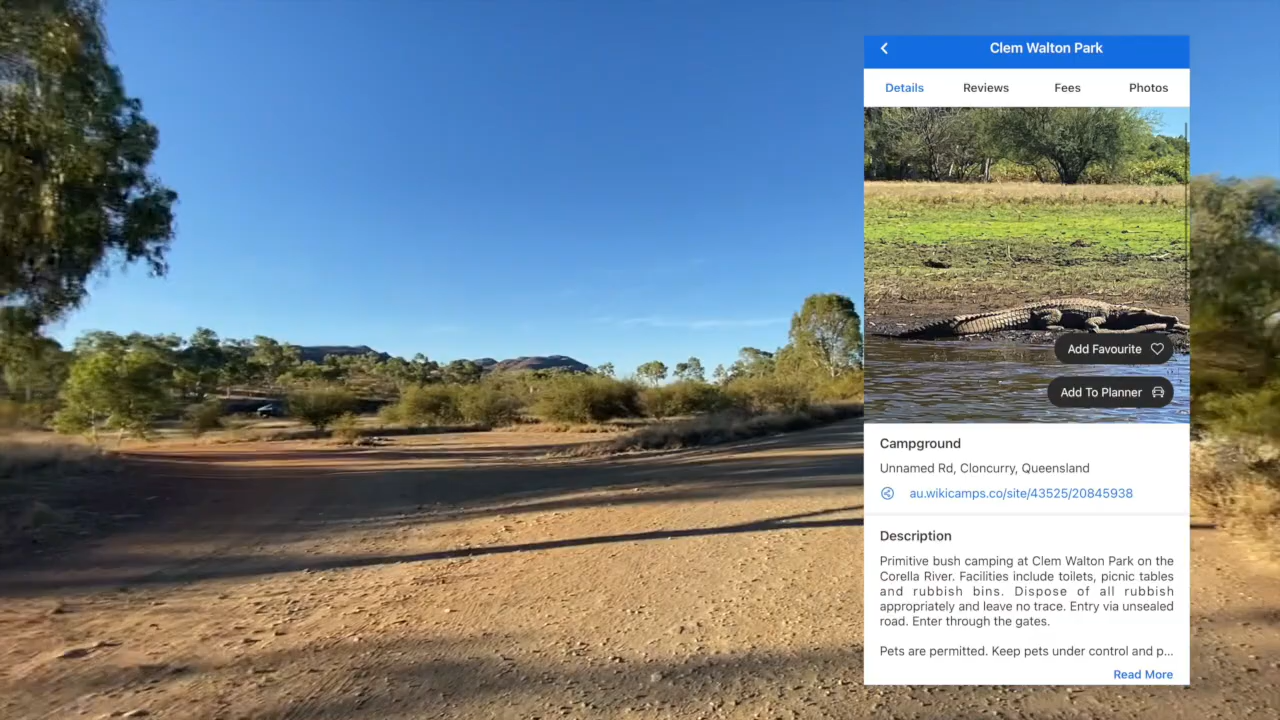 Clem Walton Park
Details
Reviews
Fees
Photos
Add Favourite
Add To Planner
Campground
Unnamed Rd, Cloncurry, Queensland
au.wikicamps.co/site/43525/20845938
Description
Primitive bush camping at Clem Walton Park on the
Corella River. Facilities include toilets, picnic tables
and rubbish bins. Dispose of all rubbish
appropriately and leave no trace. Entry via unsealed
road. Enter through the gates.
Pets are permitted. Keep pets under control and p...
Read More